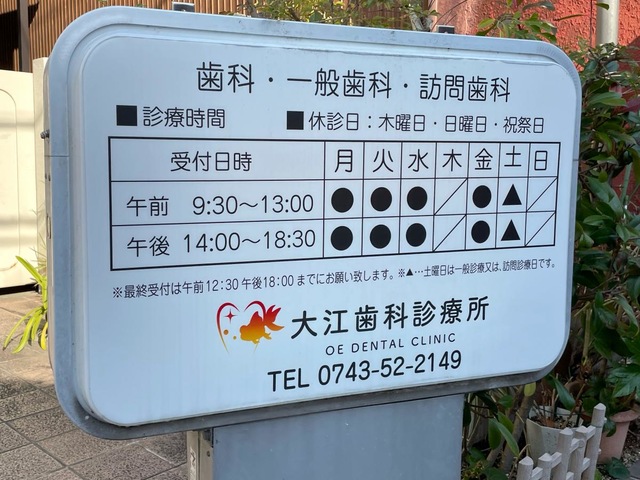 歯科・一般歯科・訪問歯科
■診療時間 ■休診日：木曜日・日曜日・祝祭日
受付日時 月 火 水 木 金 土 日
午前 9:30～13:00 ● ● ● ／ ● ▲ ／
午後 14:00～18:30 ● ● ● ／ ● ▲ ／
※最終受付は午前12:30 午後18:00 までにお願い致します。※▲…土曜日は一般診療又は、訪問診療日です。
大江歯科診療所
OE DENTAL CLINIC
TEL 0743-52-2149